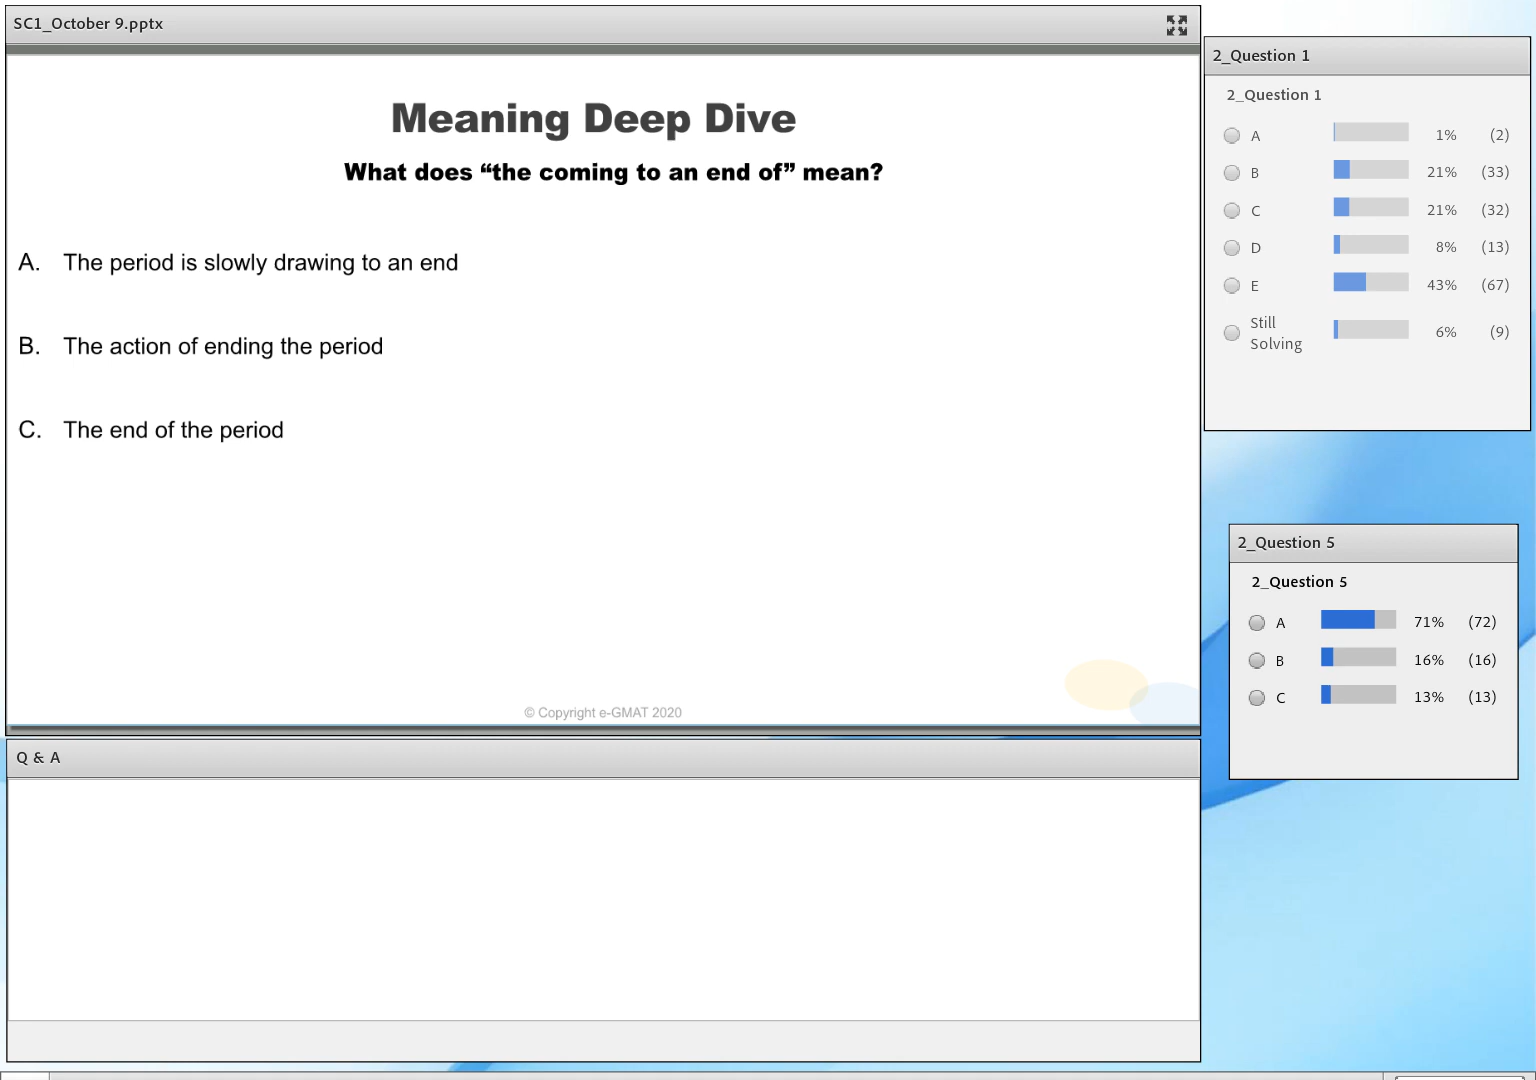 SC1_October 9.pptx
Meaning Deep Dive
What does “the coming to an end of” mean?
A. The period is slowly drawing to an end
B. The action of ending the period
C. The end of the period
© Copyright e-GMAT 2020
Q & A
2_Question 1
2_Question 1
A 1% (2)
B 21% (33)
C 21% (32)
D 8% (13)
E 43% (67)
Still
Solving 6% (9)
2_Question 5
2_Question 5
A 71% (72)
B 16% (16)
C 13% (13)